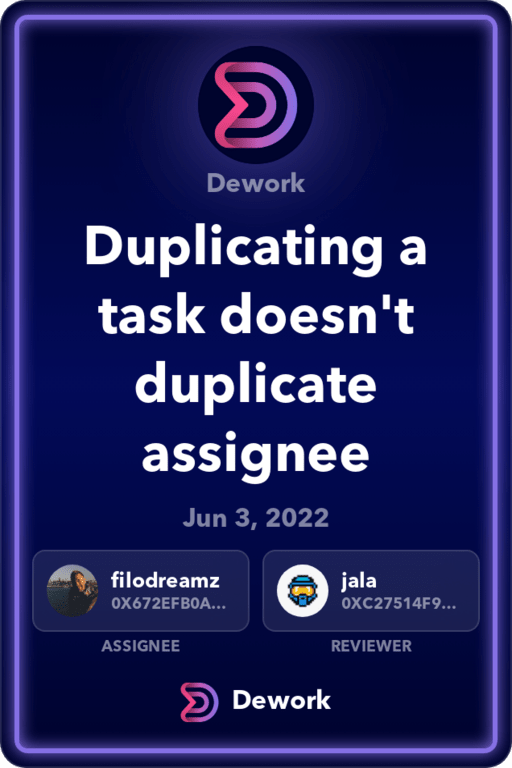 Dework
Duplicating a
task doesn't
duplicate
assignee
Jun 3, 2022
filodreamz
0X672EFB0A...
ASSIGNEE
jala
0XC27514F9...
REVIEWER
Dework